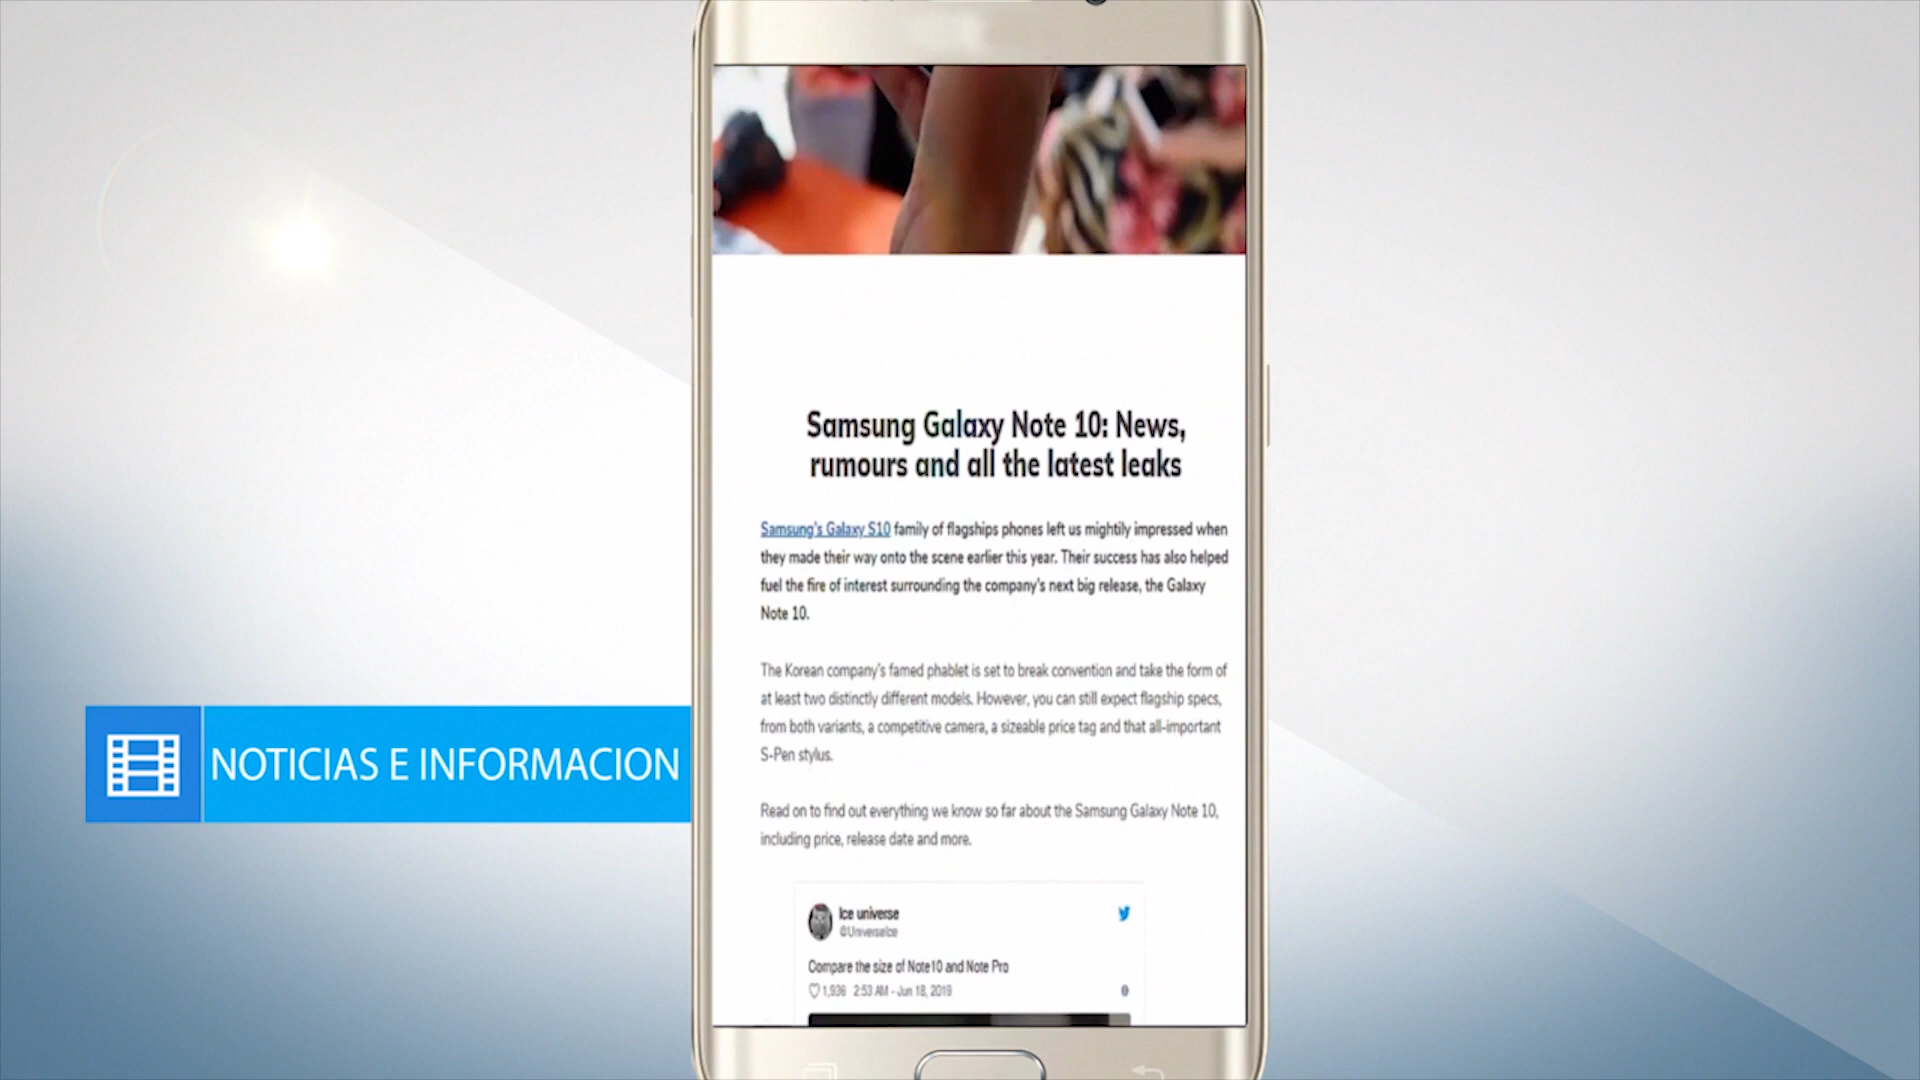 Samsung Galaxy Note 10: News,
rumours and all the latest leaks
Samsung's Galaxy S10 family of flagships phones left us mightily impressed when
they made their way onto the scene earlier this year. Their success has also helped
fuel the fire of interest surrounding the company's next big release, the Galaxy
Note 10.
The Korean company's famed phablet is set to break convention and take the form of
at least two distinctly different models. However, you can still expect flagship specs,
from both variants, a competitive camera, a sizeable price tag and that all-important
S-Pen stylus.
NOTICIAS E INFORMACION
Read on to find out everything we know so far about the Samsung Galaxy Note 10,
including price, release date and more.
Ice universe
@UniverseIce
Compare the size of Note10 and Note Pro
1,936 2:53 AM - Jun 18, 2019